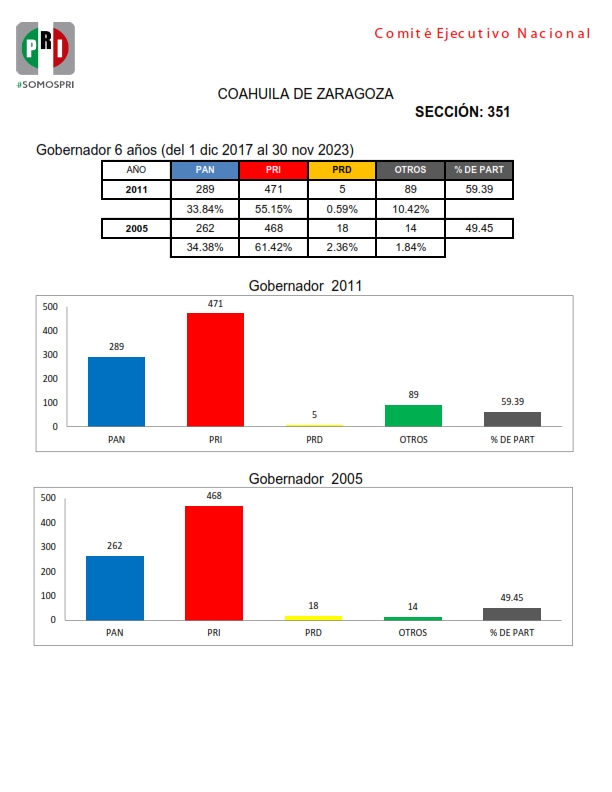 Comité Ejecutivo Nacional
PRI
#SOMOSPRI
COAHUILA DE ZARAGOZA
SECCIÓN: 351
Gobernador 6 años (del 1 dic 2017 al 30 nov 2023)
AÑO PAN PRI PRD OTROS % DE PART
2011 289 471 5 89 59.39
33.84% 55.15% 0.59% 10.42%
2005 262 468 18 14 49.45
34.38% 61.42% 2.36% 1.84%
Gobernador 2011
500
400
300
200
100
0
289
471
5
89
59.39
PAN PRI PRD OTROS % DE PART
Gobernador 2005
500
400
300
200
100
0
262
468
18
14
49.45
PAN PRI PRD OTROS % DE PART